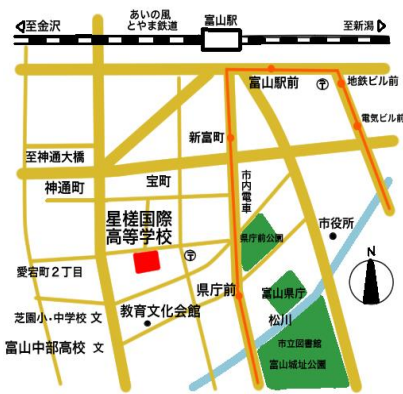 至金沢
あいの風
とやま鉄道
富山駅
至新潟
富山駅前
地鉄ビル前
電気ビル前
新富町
至神通大橋
神通町
宝町
市内電車
星槎国際
高等学校
県庁前公園
市役所
N
愛宕町2丁目
県庁前
富山県庁
芝園小・中学校 文
教育文化会館
松川
富山中部高校 文
市立図書館
富山城址公園